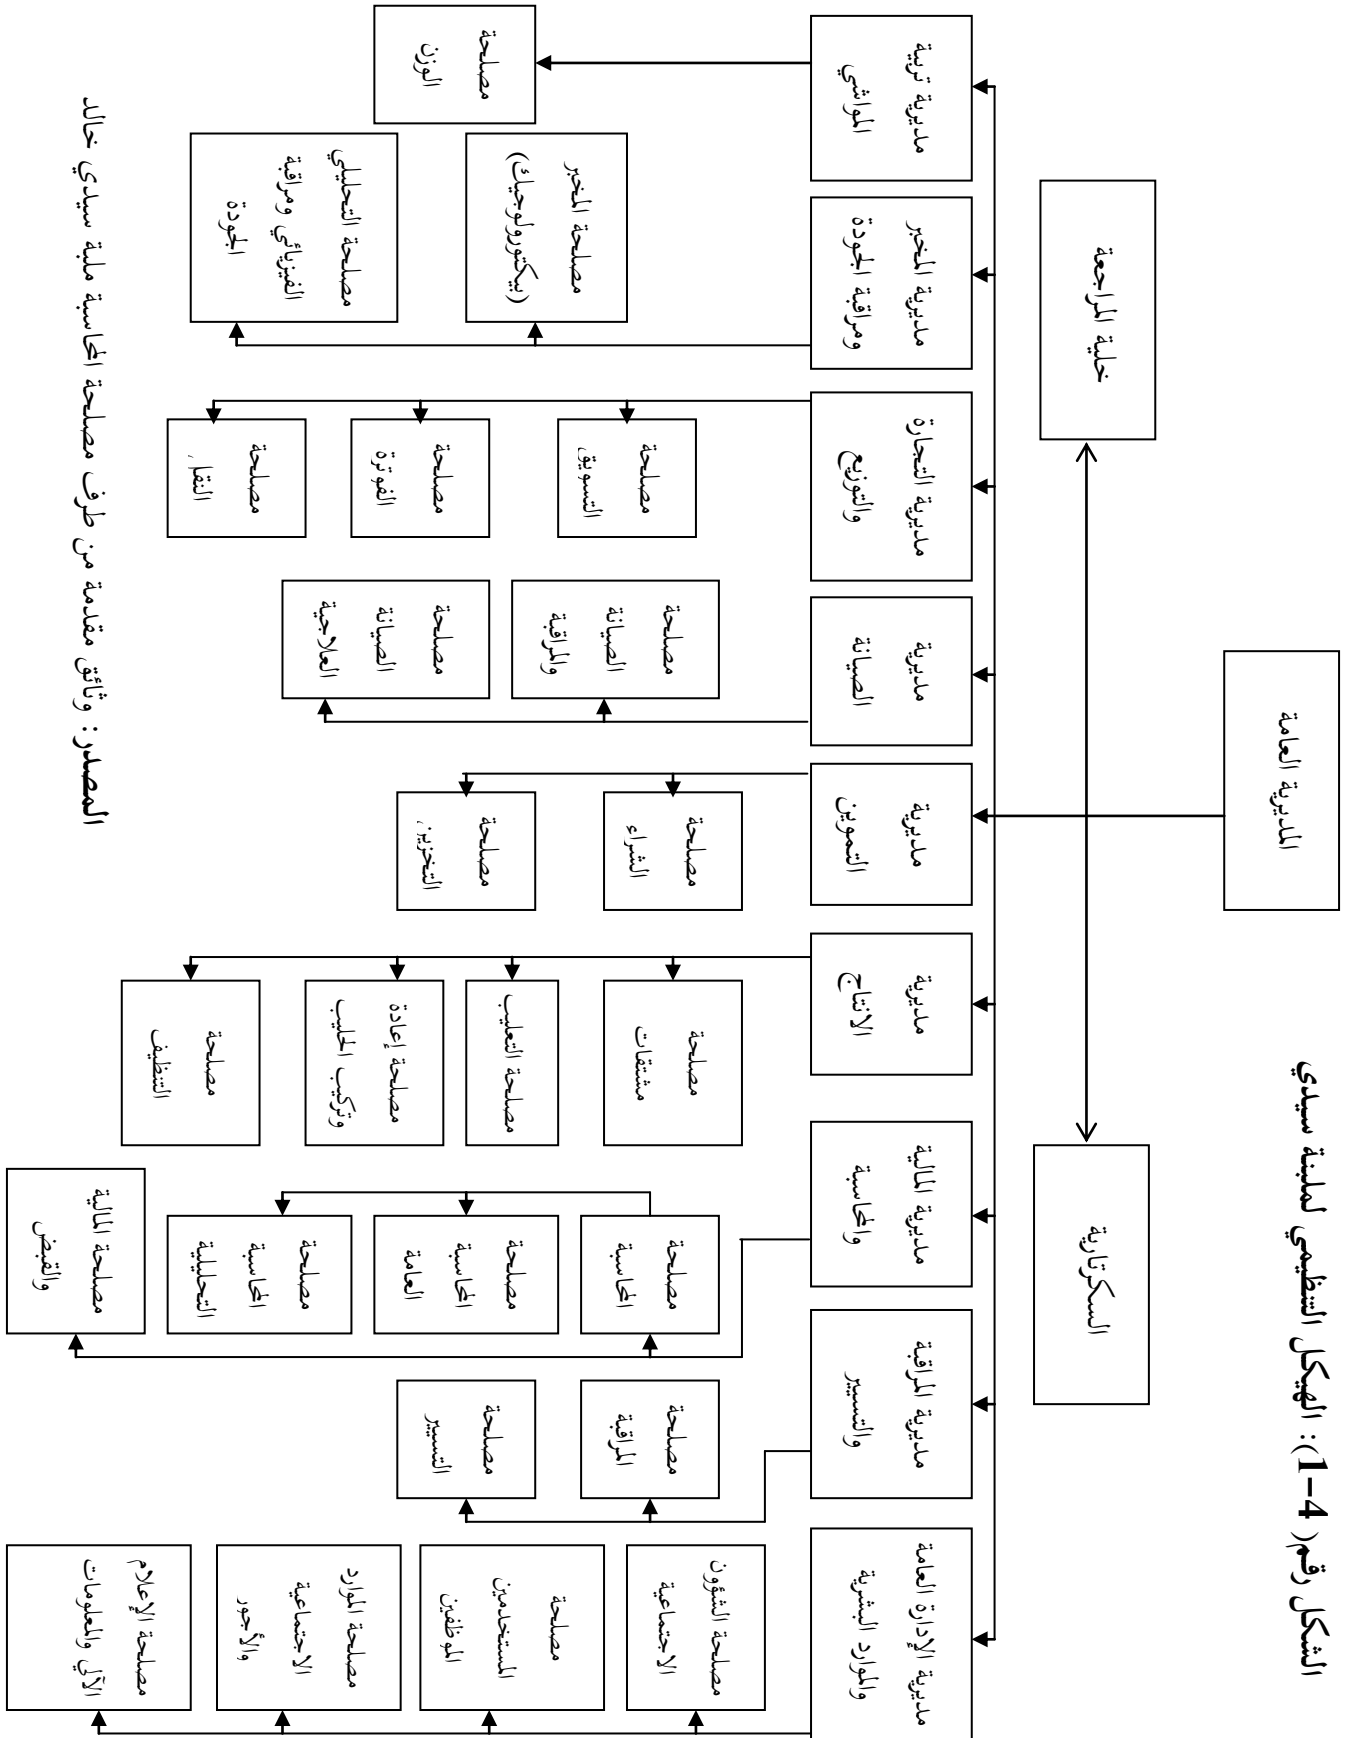 الشكل رقم(4-1): الهيكل التنظيمي لملبنة سيدي
المديرية العامة
السكرتارية
خلية المراجعة
مديرية الإدارة العامة
والموارد البشرية
مديرية المراقبة
والتسيير
مديرية المالية
والمحاسبة
مديرية
الانتاج
مديرية
التموين
مديرية
الصيانة
مديرية التجارة
والتوزيع
مديرية المخبر
ومراقبة الجودة
مديرية تربية
المواشي
مصلحة الشؤون
الاجتماعية
مصلحة
المستخدمين
الموظفين
مصلحة الموارد
الاجتماعية
والأجور
مصلحة الإعلام
الآلي والمعلومات
مصلحة
المراقبة
مصلحة
التسيير
مصلحة
المحاسبة
مصلحة
المحاسبة
العامة
مصلحة
المحاسبة
التحليلية
مصلحة المالية
والقبض
مصلحة
مشتقات
مصلحة التعليب
مصلحة إعادة
وتركيب الحليب
مصلحة
التنظيف
مصلحة
الشراء
مصلحة
التخزين
مصلحة
الصيانة
والمراقبة
مصلحة
الصيانة
العلاجية
مصلحة
التسويق
مصلحة
الفوترة
مصلحة
النقل
مصلحة المخبر
(بيكتورولوجيك)
مصلحة التحليلي
الفيزيائي ومراقبة
الجودة
مصلحة
الوزن
المصدر: وثائق مقدمة من طرف مصلحة المحاسبة ملبة سيدي خالد